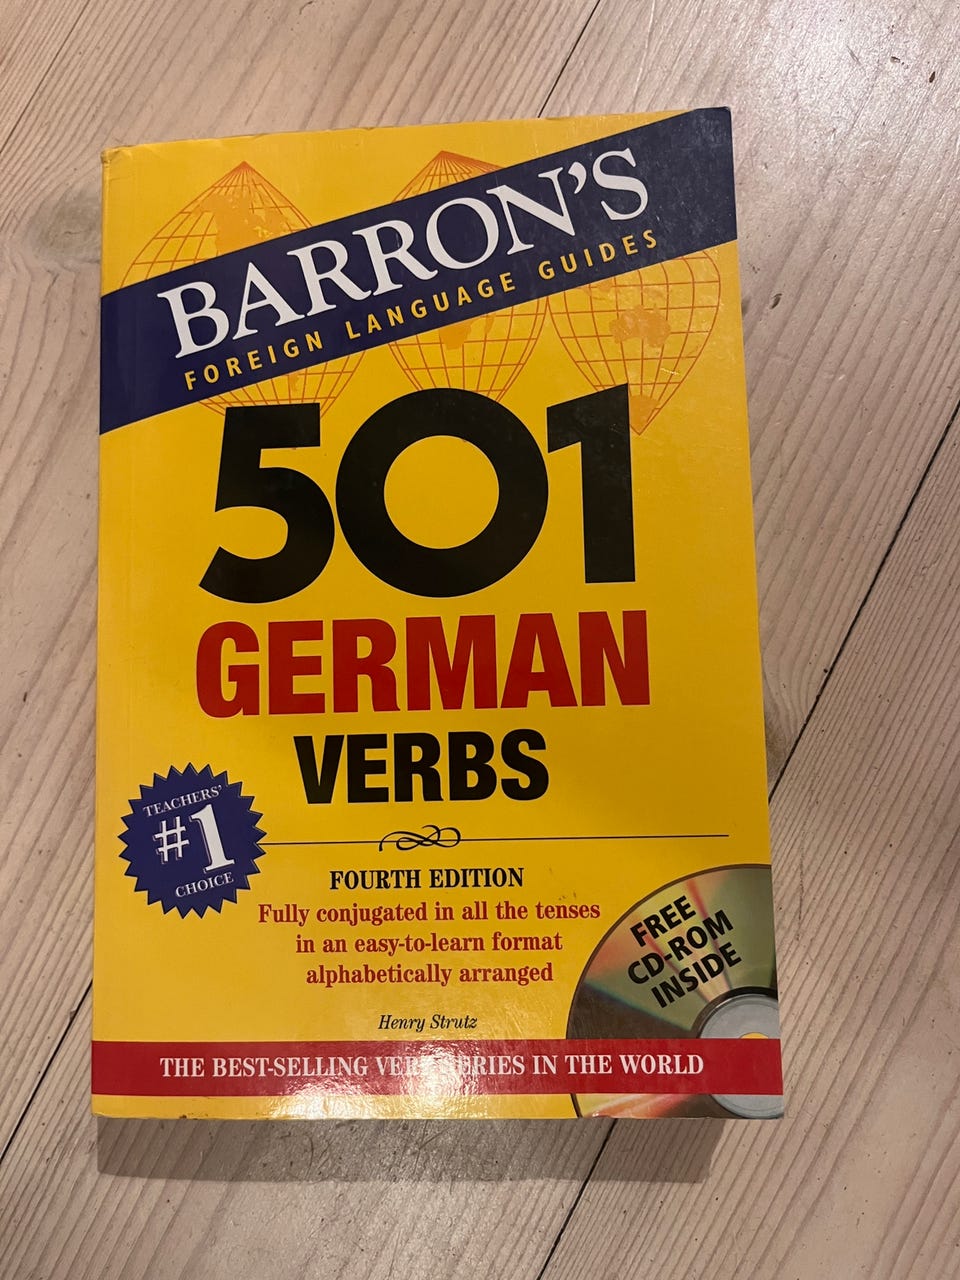 BARRON'S
FOREIGN LANGUAGE GUIDES
501
GERMAN
VERBS
TEACHERS'
#1
CHOICE
FOURTH EDITION
Fully conjugated in all the tenses
in an easy-to-learn format
alphabetically arranged
FREE
CD-ROM
INSIDE
Henry Strutz
THE BEST-SELLING VERB SERIES IN THE WORLD